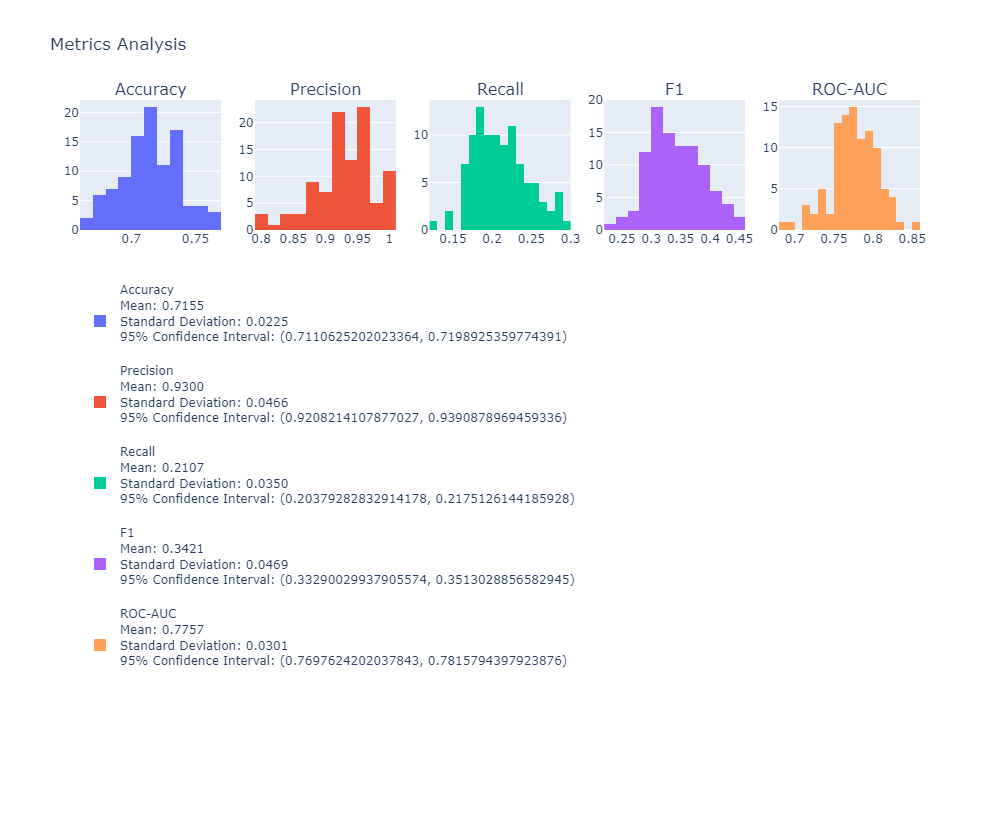 Metrics Analysis
Accuracy Precision Recall F1 ROC-AUC
0 5 10 15 20
0.7 0.75
0 5 10 15 20
0.8 0.85 0.9 0.95 1
0 5 10
0.15 0.2 0.25 0.3
0 5 10 15 20
0.25 0.3 0.35 0.4 0.45
0 5 10 15
0.7 0.75 0.8 0.85
Accuracy
Mean: 0.7155
Standard Deviation: 0.0225
95% Confidence Interval: (0.7110625202023364, 0.7198925359774391)
Precision
Mean: 0.9300
Standard Deviation: 0.0466
95% Confidence Interval: (0.9208214107877027, 0.9390878969459336)
Recall
Mean: 0.2107
Standard Deviation: 0.0350
95% Confidence Interval: (0.20379282832914178, 0.2175126144185928)
F1
Mean: 0.3421
Standard Deviation: 0.0469
95% Confidence Interval: (0.33290029937905574, 0.3513028856582945)
ROC-AUC
Mean: 0.7757
Standard Deviation: 0.0301
95% Confidence Interval: (0.7697624202037843, 0.7815794397923876)